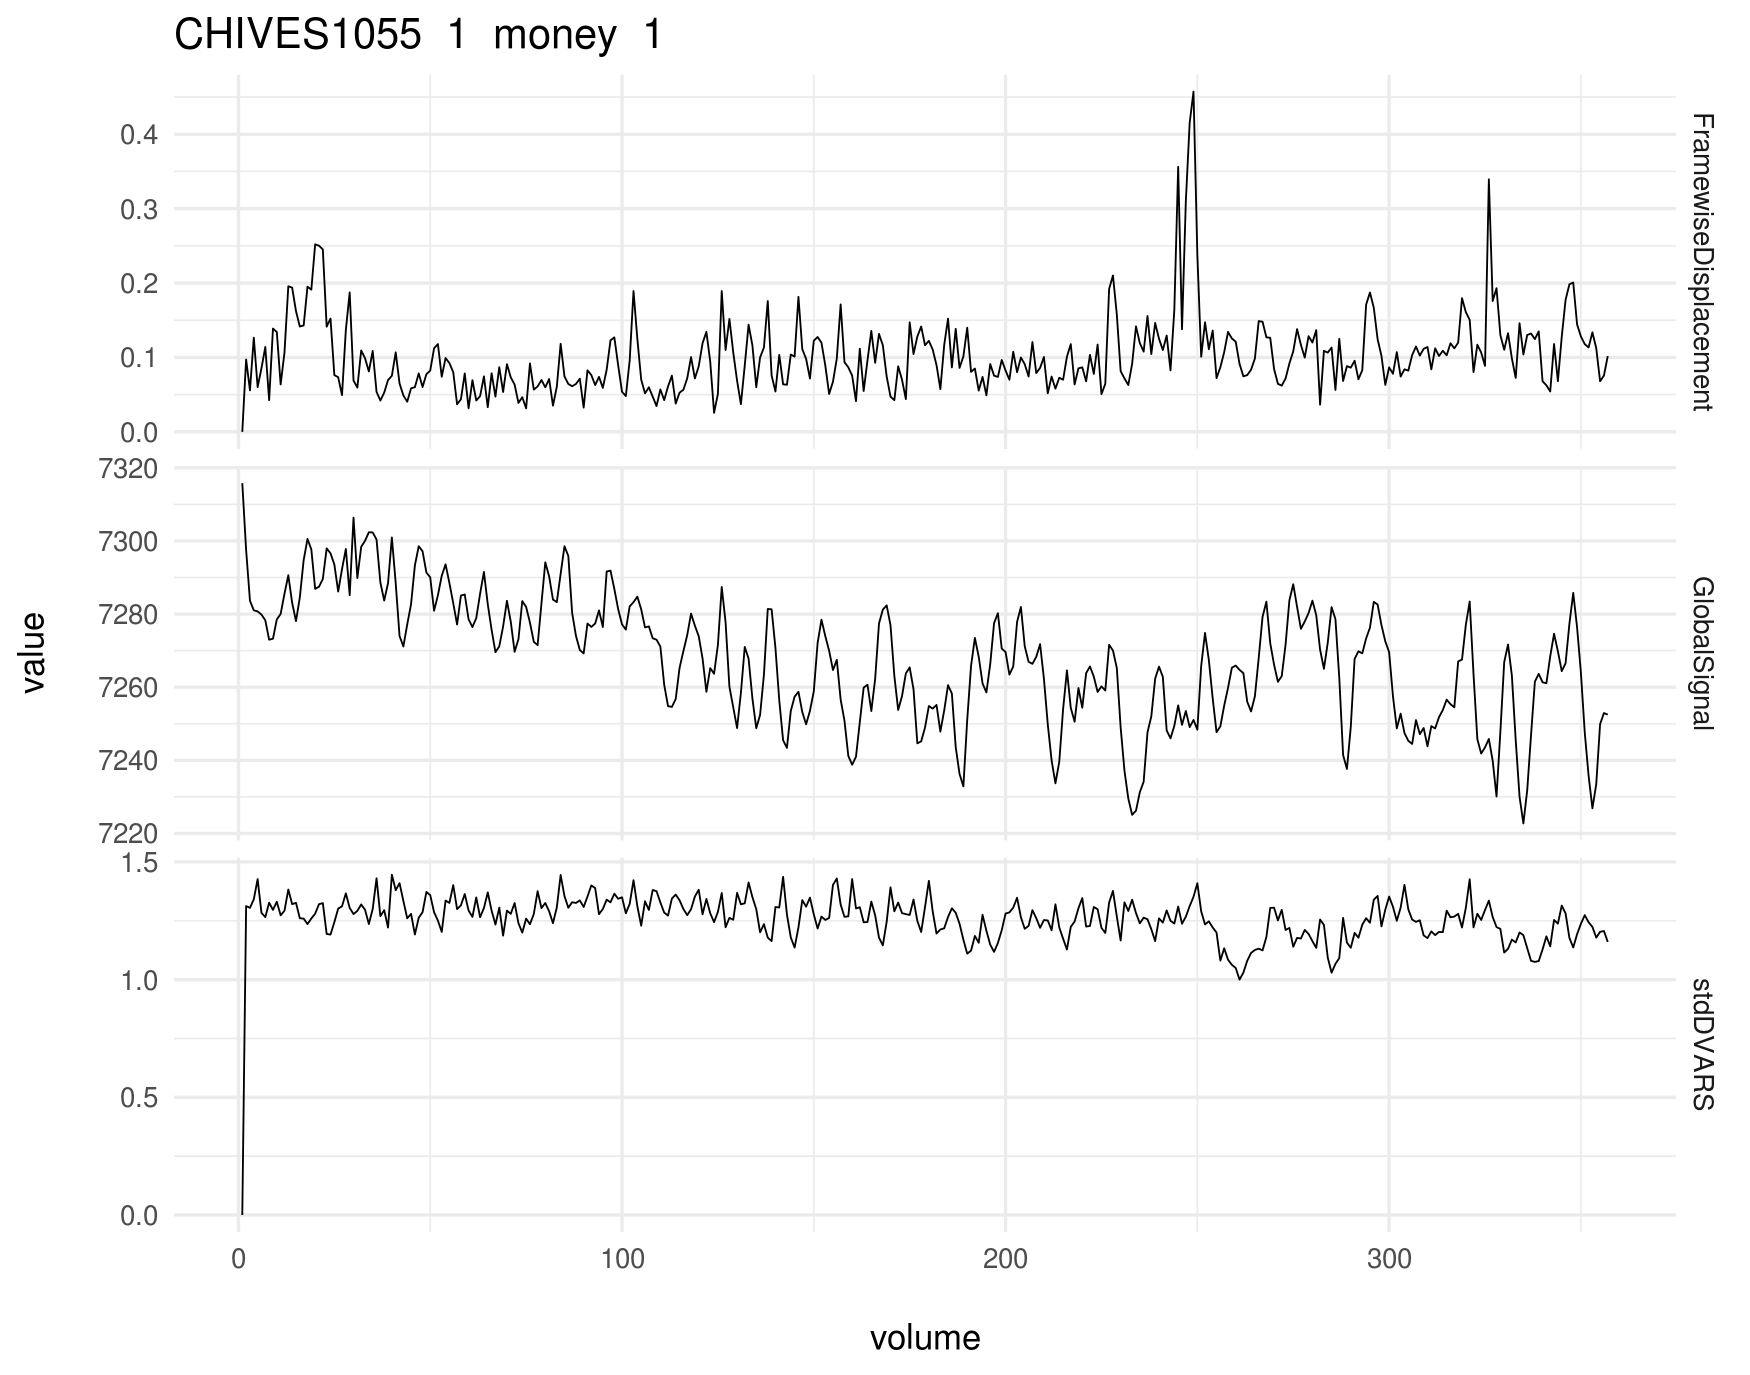 CHIVES1055 1 money 1
value
0.4
0.3
0.2
0.1
0.0
FramewiseDisplacement
7320
7300
7280
7260
7240
7220
GlobalSignal
1.5
1.0
0.5
0.0
stdDVARS
0 100 200 300
volume